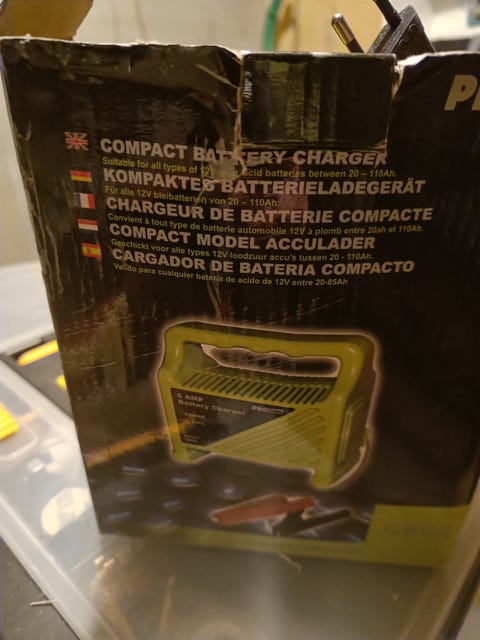 COMPACT BATTERY CHARGER
Suitable for all types of 12V acid batteries between 20 - 110Ah.
KOMPAKTES BATTERIELADEGERÄT
Für alle 12V bleibatterien von 20 - 110Ah.
CHARGEUR DE BATTERIE COMPACTE
Convient à tout type de batterie automobile 12V à plomb entre 20ah et 110Ah.
COMPACT MODEL ACCULADER
Geschickt voor alle types 12V loodzuur accu's tussen 20 - 110Ah.
CARGADOR DE BATERIA COMPACTO
Valido para cualquier batería de acido de 12V entre 20-85Ah
6 AMP
Battery Charger
PRO